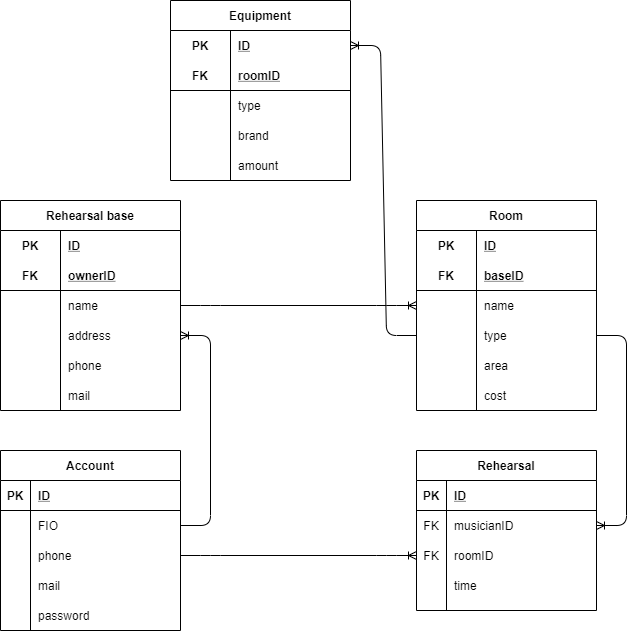 Equipment
PK ID
FK roomID
type
brand
amount
Rehearsal base
PK ID
FK ownerID
name
address
phone
mail
Room
PK ID
FK baseID
name
type
area
cost
Account
PK ID
FIO
phone
mail
password
Rehearsal
PK ID
FK musicianID
FK roomID
time